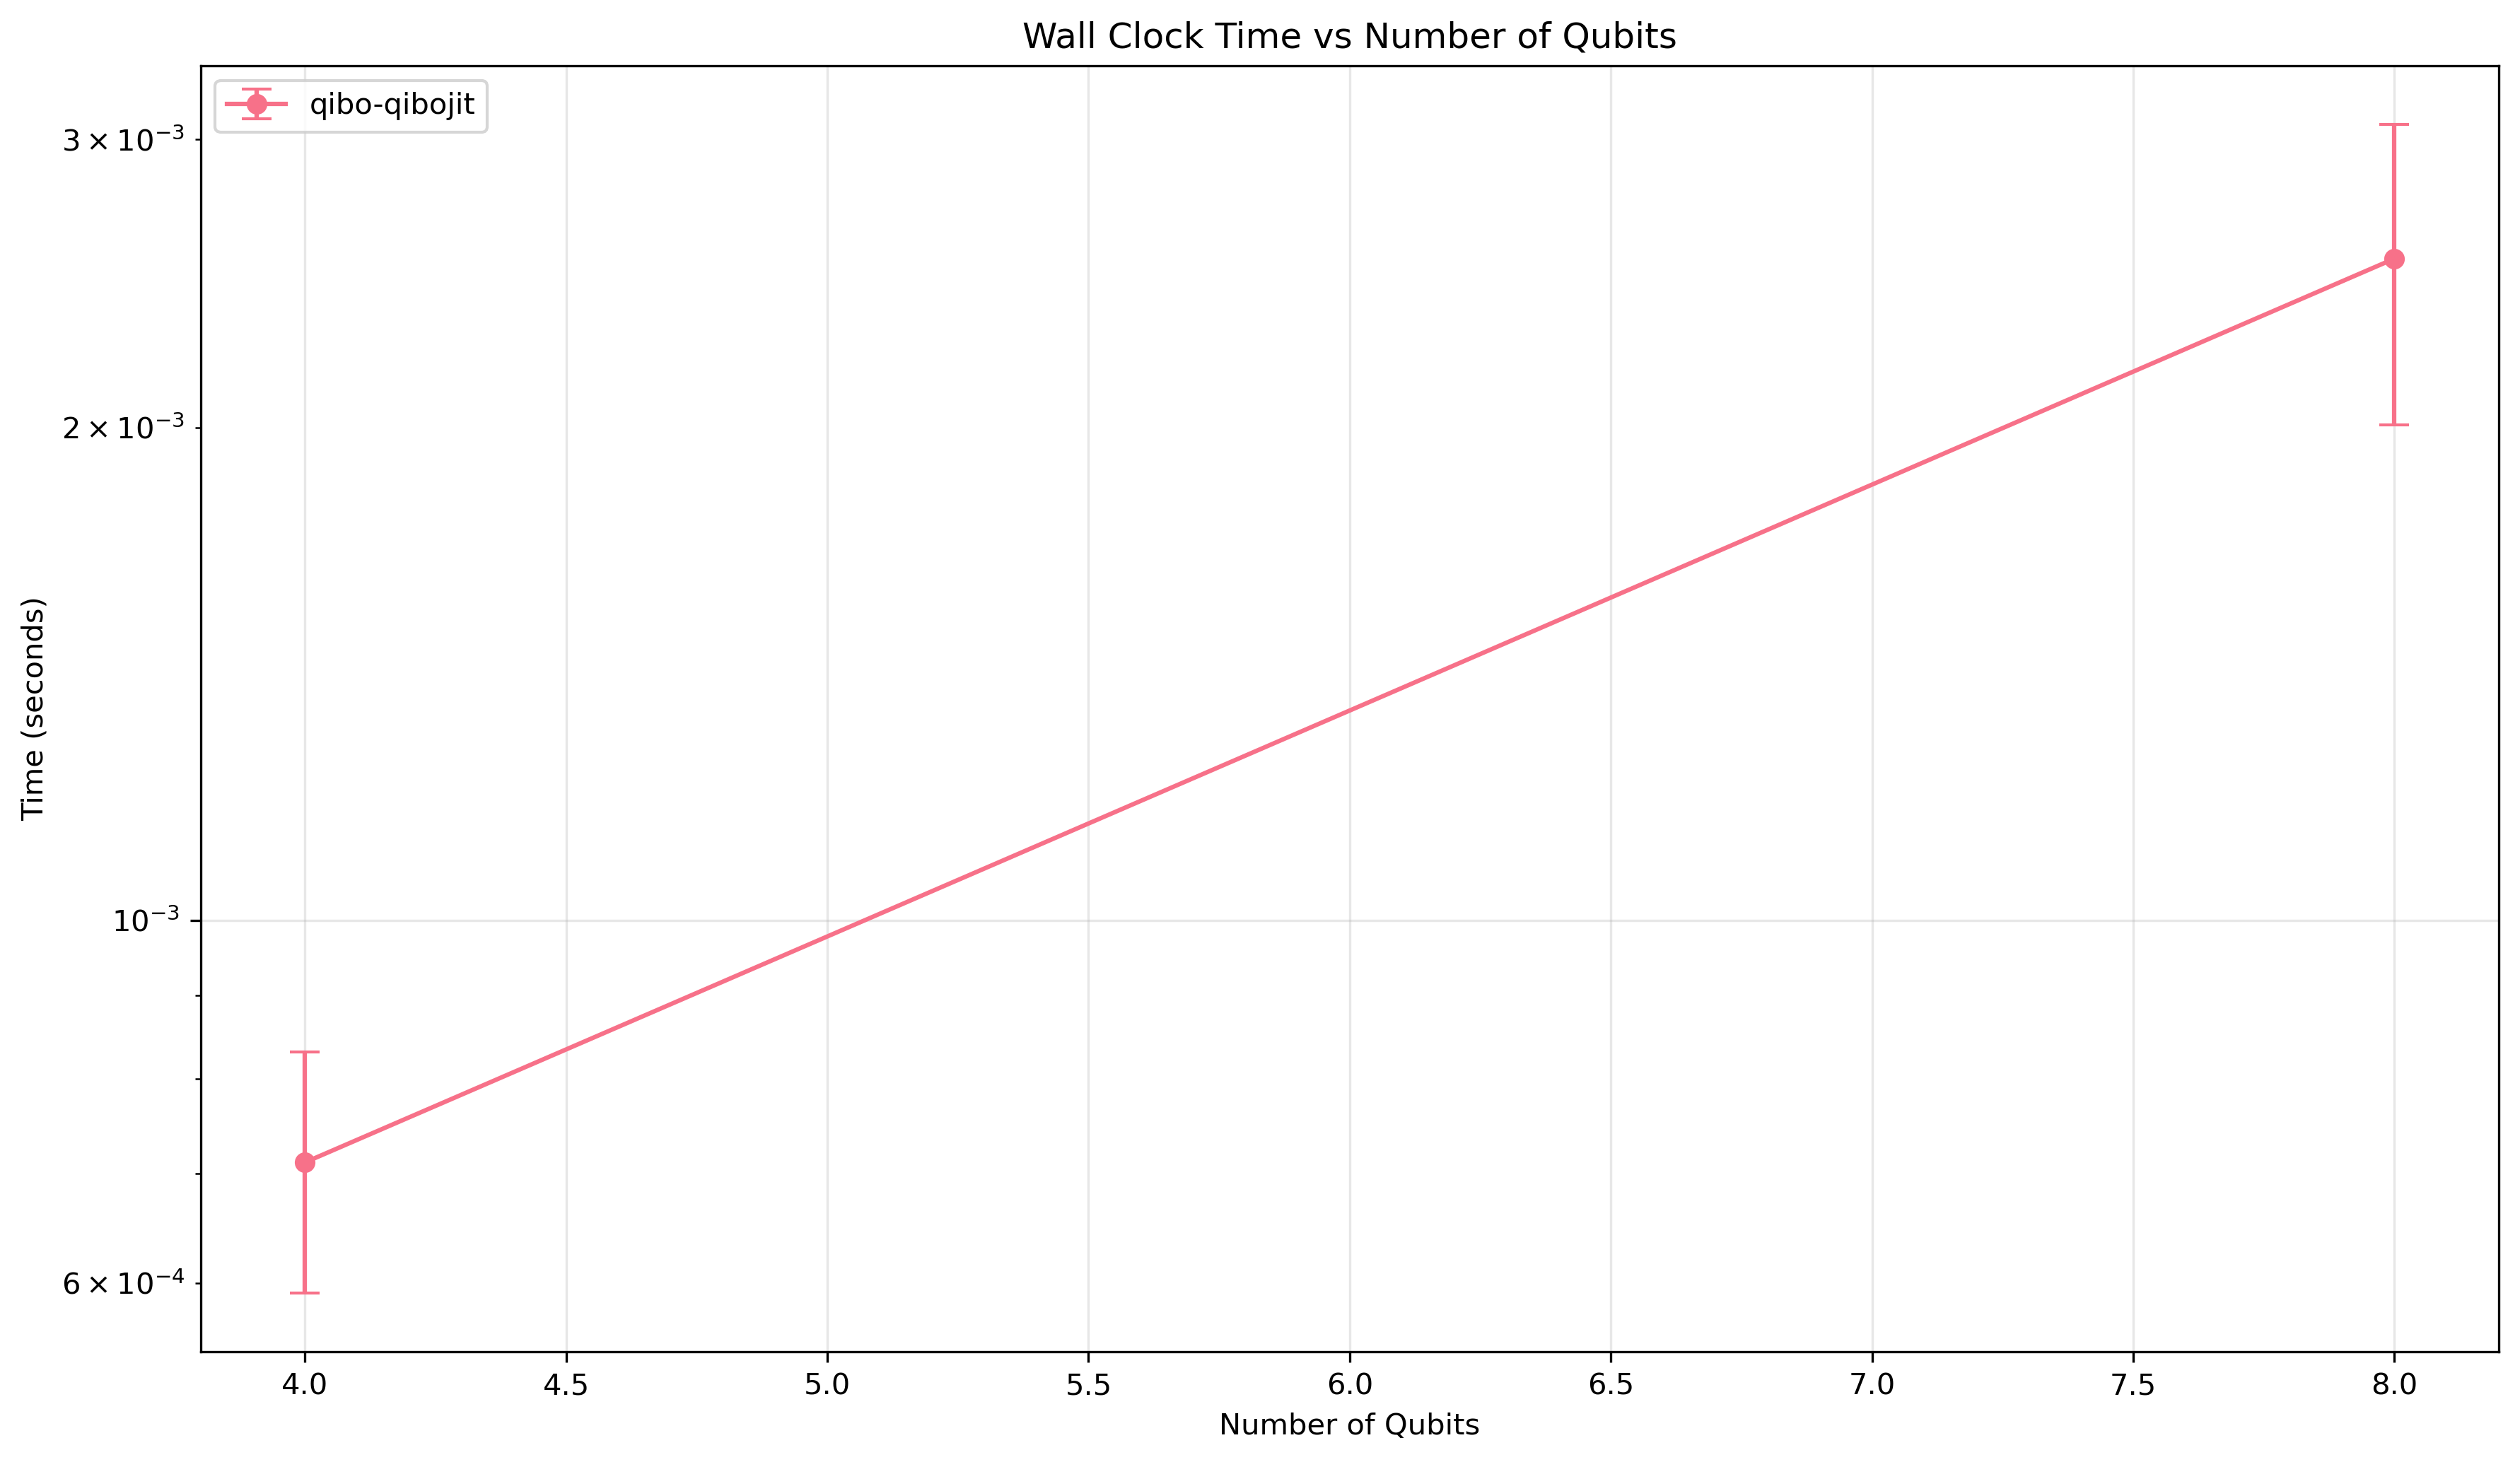 Wall Clock Time vs Number of Qubits
qibo-qibojit
3 × 10⁻³
2 × 10⁻³
10⁻³
6 × 10⁻⁴
Time (seconds)
4.0 4.5 5.0 5.5 6.0 6.5 7.0 7.5 8.0
Number of Qubits